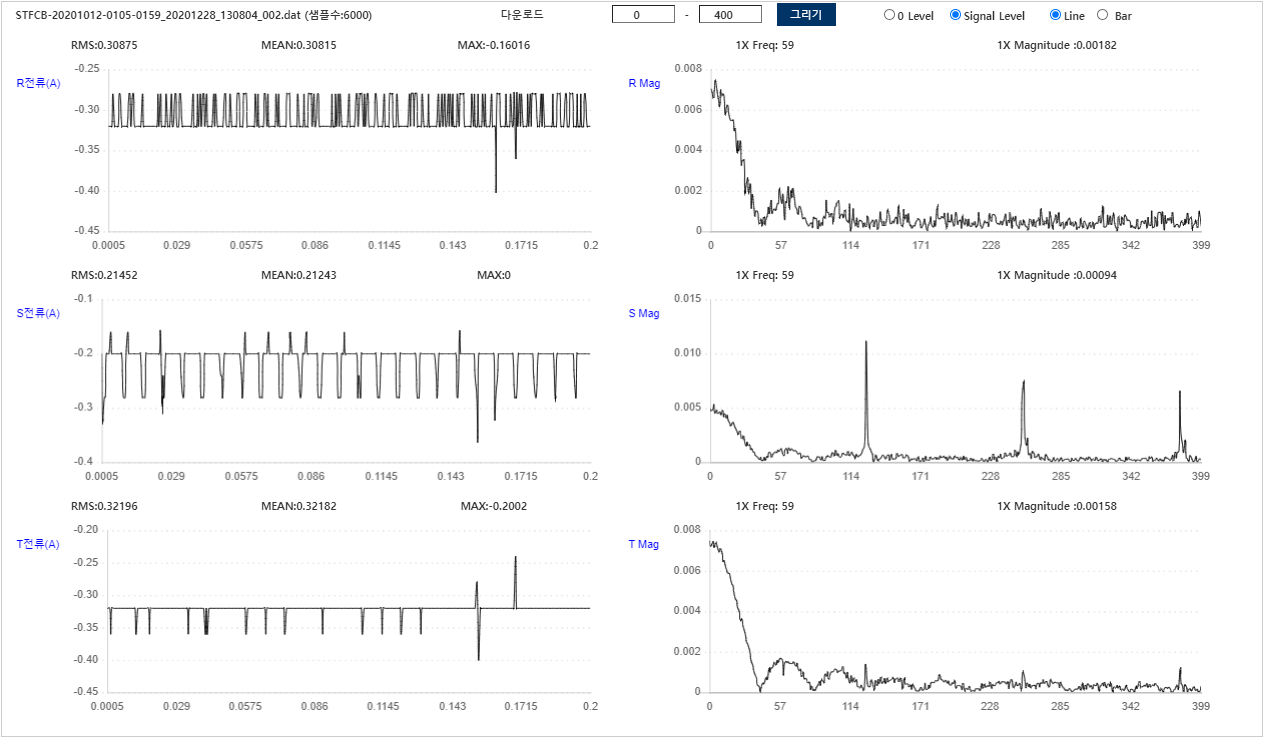 STFCB-20201012-0105-0159_20201228_130804_002.dat (샘플수:6000) 다운로드 0 - 400 그리기 0 Level Signal Level Line Bar
RMS:0.30875 MEAN:0.30815 MAX:-0.16016 1X Freq: 59 1X Magnitude :0.00182
R전류(A)
-0.25
-0.30
-0.35
-0.40
-0.45
0.0005 0.029 0.0575 0.086 0.1145 0.143 0.1715 0.2
R Mag
0.008
0.006
0.004
0.002
0
0 57 114 171 228 285 342 399
RMS:0.21452 MEAN:0.21243 MAX:0 1X Freq: 59 1X Magnitude :0.00094
S전류(A)
-0.1
-0.2
-0.3
-0.4
0.0005 0.029 0.0575 0.086 0.1145 0.143 0.1715 0.2
S Mag
0.015
0.010
0.005
0
0 57 114 171 228 285 342 399
RMS:0.32196 MEAN:0.32182 MAX:-0.2002 1X Freq: 59 1X Magnitude :0.00158
T전류(A)
-0.20
-0.25
-0.30
-0.35
-0.40
-0.45
0.0005 0.029 0.0575 0.086 0.1145 0.143 0.1715 0.2
T Mag
0.008
0.006
0.004
0.002
0
0 57 114 171 228 285 342 399